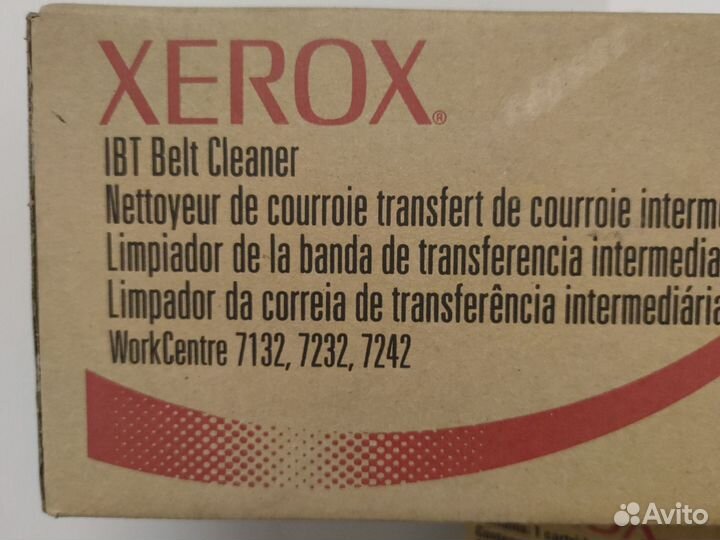 XEROX®
IBT Belt Cleaner
Nettoyeur de courroie transfert de courroie
Limpiador de la banda de transferencia intermedia
Limpador da correia de transferência intermediária
WorkCentre 7132, 7232, 7242
Avito